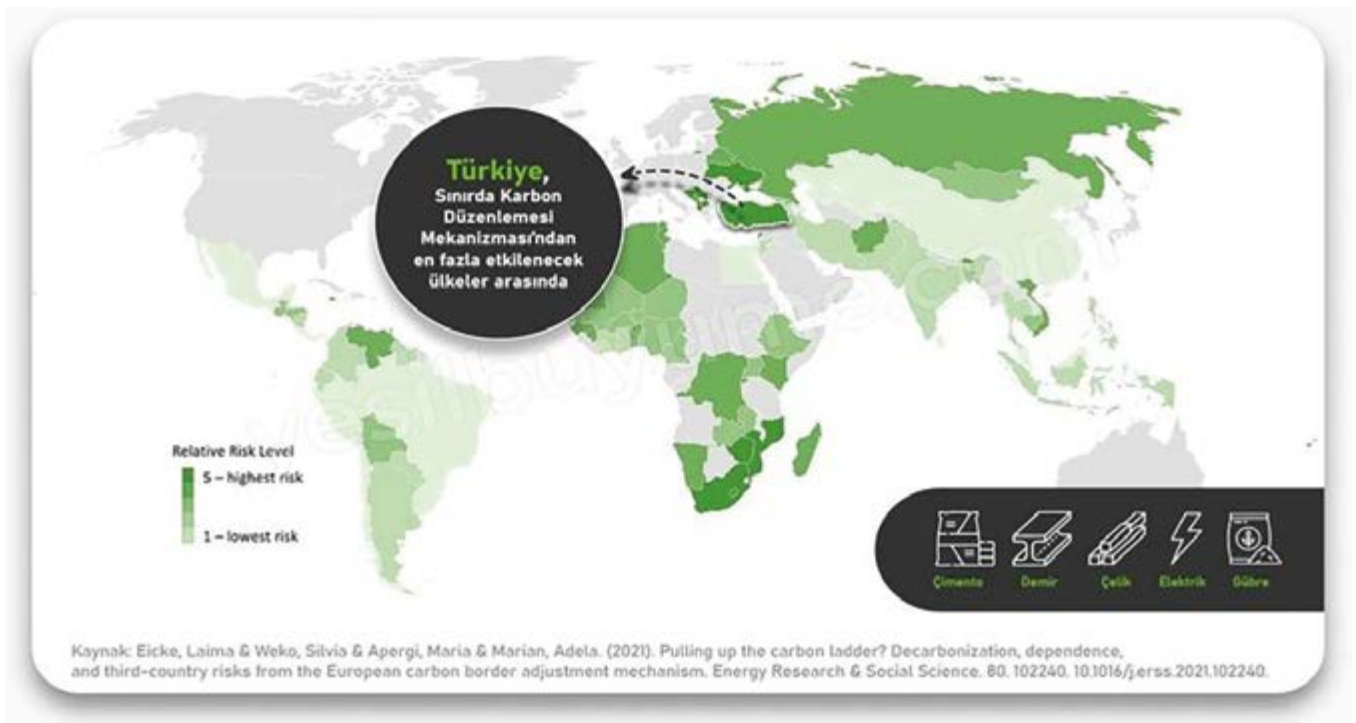 Türkiye,
Sınırda Karbon
Düzenlemesi
Mekanizması'ndan
en fazla etkilenecek
ülkeler arasında
Relative Risk Level
5 – highest risk
1 – lowest risk
Çimento
Demir
Çelik
Elektrik
Gübre
Kaynak: Eicke, Laima & Weko, Silvia & Apergi, Maria & Marian, Adela. (2021). Pulling up the carbon ladder? Decarbonization, dependence,
and third-country risks from the European carbon border adjustment mechanism. Energy Research & Social Science. 80. 102240. 10.1016/j.erss.2021.102240.